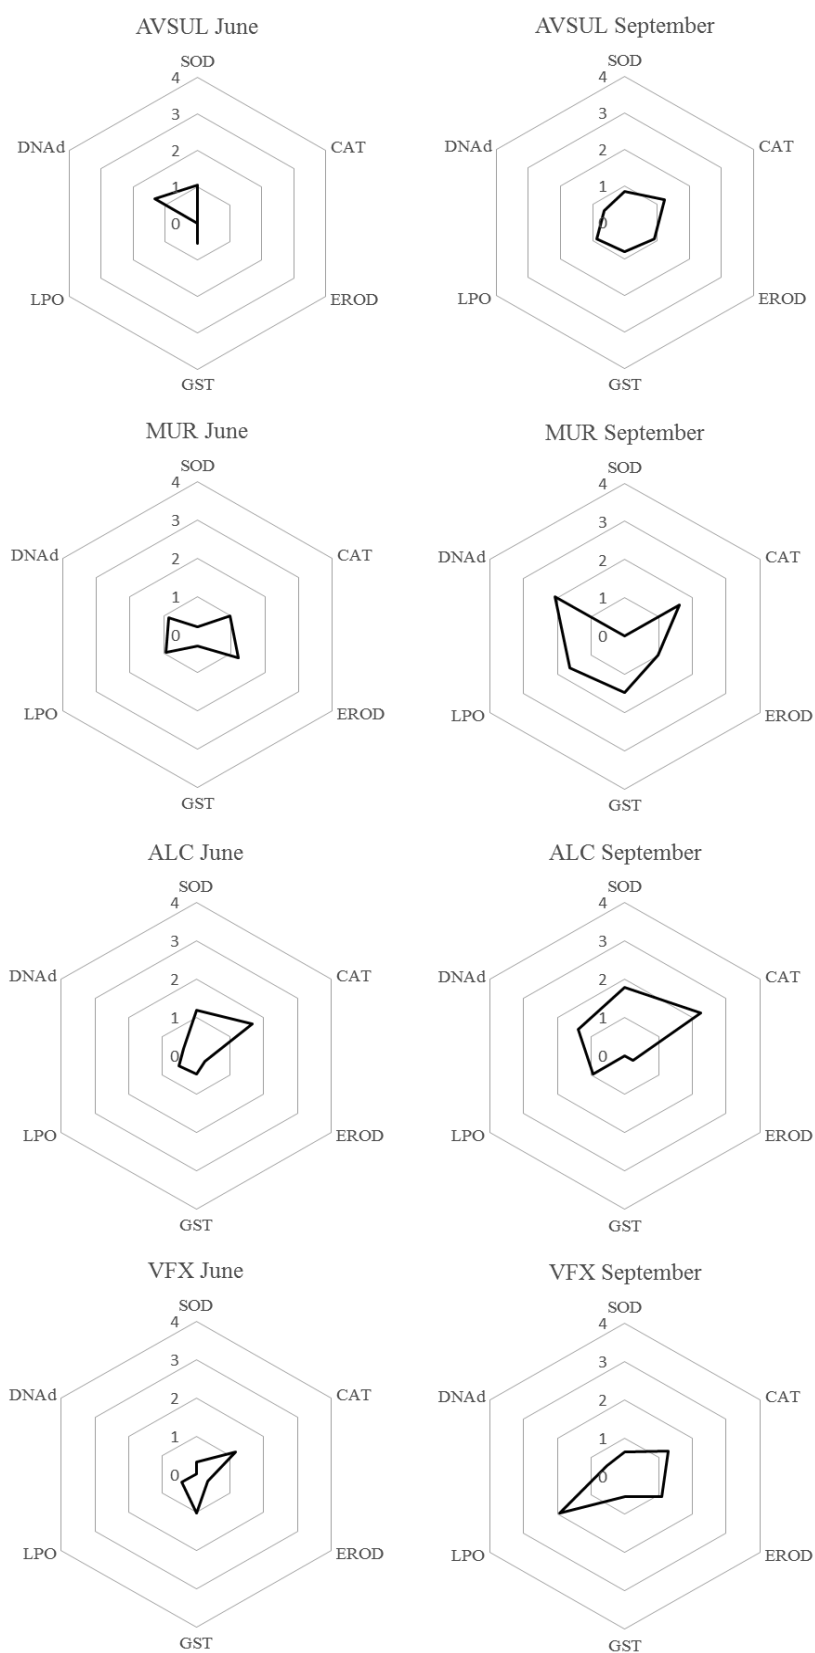 AVSUL June
SOD
4
3
2
1
0
DNAd
CAT
LPO
EROD
GST
AVSUL September
SOD
4
3
2
1
0
DNAd
CAT
LPO
EROD
GST
MUR June
SOD
4
3
2
1
0
DNAd
CAT
LPO
EROD
GST
MUR September
SOD
4
3
2
1
0
DNAd
CAT
LPO
EROD
GST
ALC June
SOD
4
3
2
1
0
DNAd
CAT
LPO
EROD
GST
ALC September
SOD
4
3
2
1
0
DNAd
CAT
LPO
EROD
GST
VFX June
SOD
4
3
2
1
0
DNAd
CAT
LPO
EROD
GST
VFX September
SOD
4
3
2
1
0
DNAd
CAT
LPO
EROD
GST